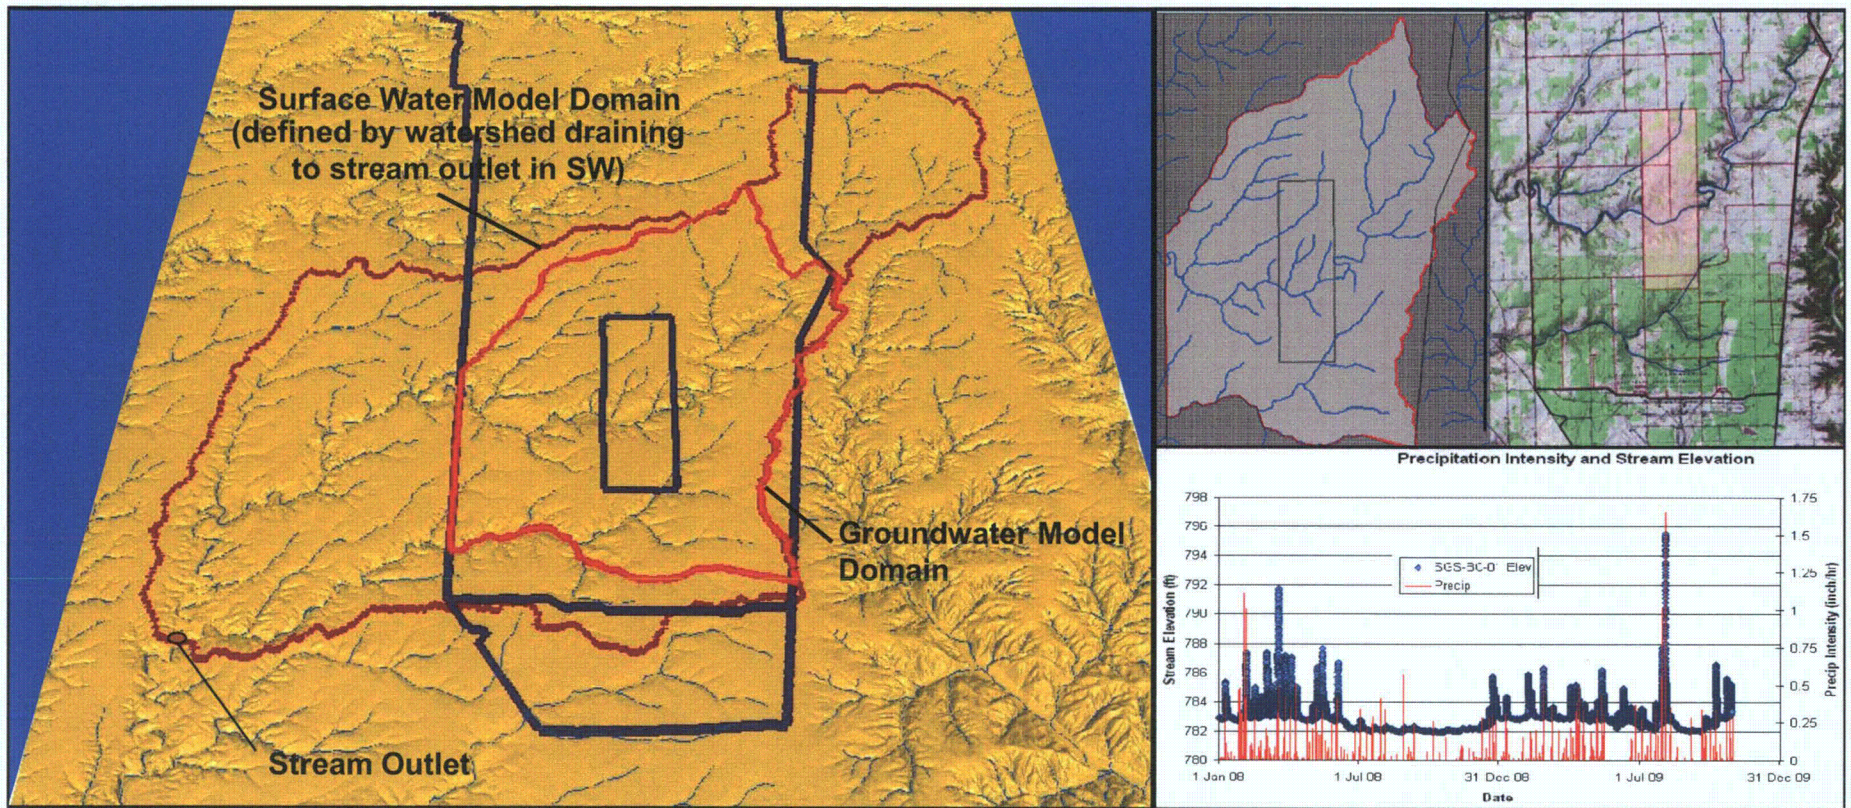 Surface Water Model Domain
(defined by watershed draining
to stream outlet in SW)
Groundwater Model
Domain
Stream Outlet
Precipitation Intensity and Stream Elevation
Stream Elevation (ft)
798
796
794
792
790
788
786
784
782
780
Elev
Precip
1.75
1.5
1.25
1
0.75
0.5
0.25
0
Precip Intensity (inch/hr)
1 Jan 08
1 Jul 08
31 Dec 08
1 Jul 09
31 Dec 09
Date